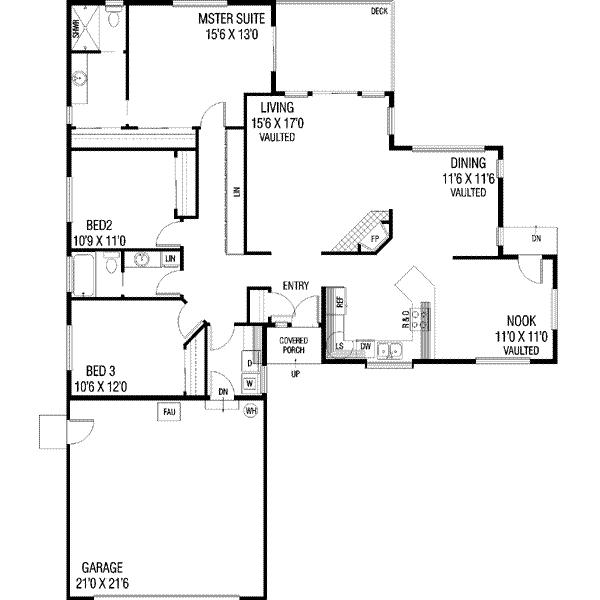 SHWR
MSTER SUITE
15'6 X 13'0
DECK
LIVING
15'6 X 17'0
VAULTED
DINING
11'6 X 11'6
VAULTED
LIN
BED2
10'9 X 11'0
FP
DN
LIN
ENTRY
REF
B & D
NOOK
11'0 X 11'0
VAULTED
COVERED
PORCH
LS
DW
UP
BED 3
10'6 X 12'0
D
W
DN
FAU
WH
GARAGE
21'0 X 21'6